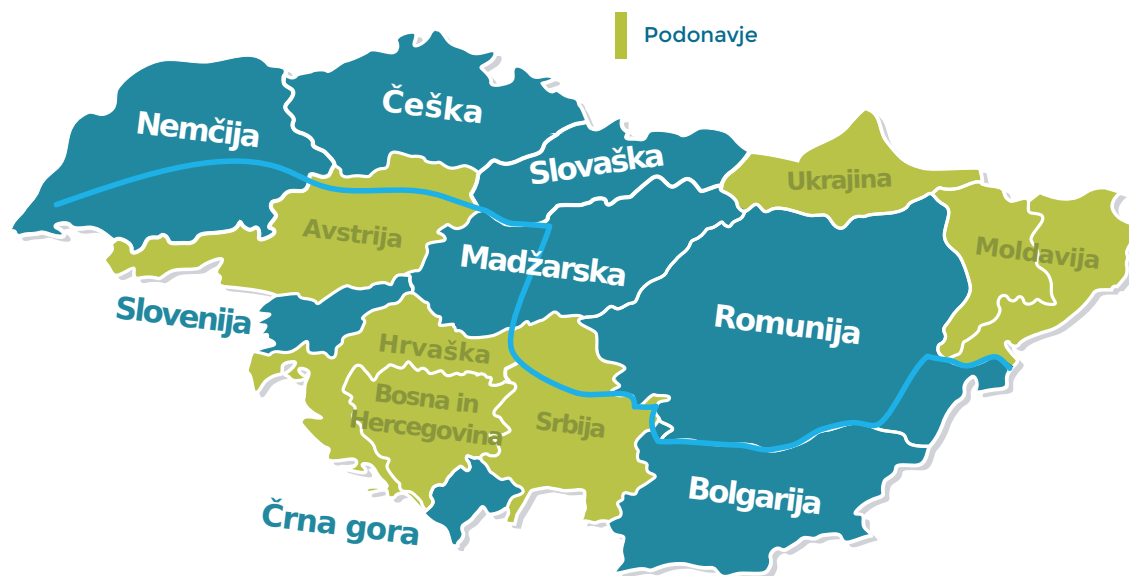 Podonavje
Češka
Nemčija
Slovaška
Ukrajina
Avstrija
Moldavija
Madžarska
Slovenija
Romunija
Hrvaška
Bosna in
Hercegovina
Srbija
Bolgarija
Črna gora